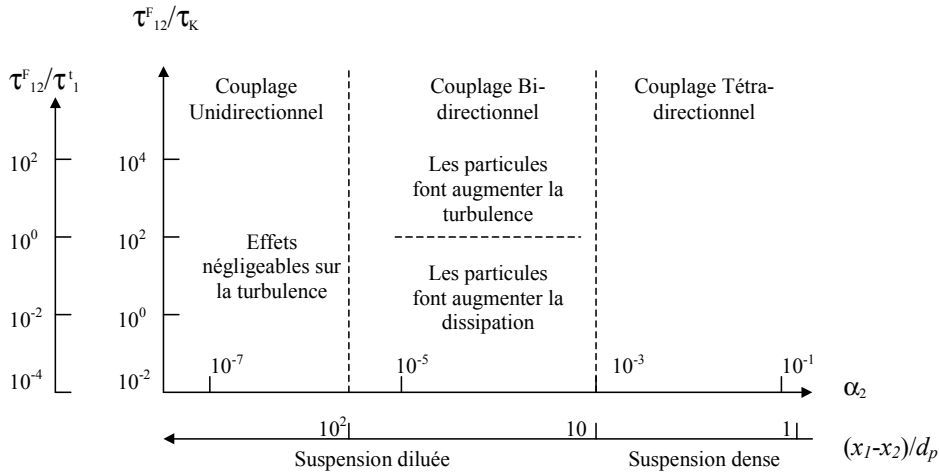 τᶠ₁₂/τ_K
τᶠ₁₂/τᵗ₁
Couplage
Unidirectionnel
Couplage Bi-
directionnel
Couplage Tétra-
directionnel
10²
10⁴
Les particules
font augmenter la
turbulence
10⁰
10²
Effets
négligeables sur
la turbulence
Les particules
font augmenter la
dissipation
10⁻²
10⁰
10⁻⁴
10⁻²
10⁻⁷
10⁻⁵
10⁻³
10⁻¹
α₂
10²
10
1
(x₁-x₂)/dₚ
Suspension diluée
Suspension dense